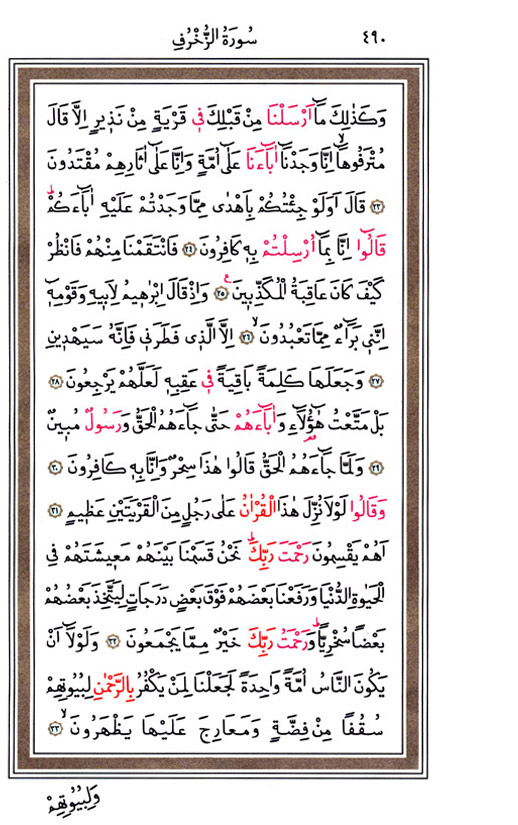 ٤٩٠ سُورَةُ الزُّخْرُفِ
وَكَذٰلِكَ مَٓا اَرْسَلْنَا مِنْ قَبْلِكَ ف۪ي قَرْيَةٍ مِنْ نَذ۪يرٍ اِلَّا قَالَ
مُتْرَفُوهَٓاۙ اِنَّا وَجَدْنَٓا اٰبَٓاءَنَا عَلٰٓى اُمَّةٍ وَاِنَّا عَلٰٓى اٰثَارِهِمْ مُقْتَدُونَ
﴿٢٣﴾ قَالَ اَوَلَوْ جِئْتُكُمْ بِاَهْدٰى مِمَّا وَجَدْتُمْ عَلَيْهِ اٰبَٓاءَكُمْۜ
قَالُٓوا اِنَّا بِمَٓا اُرْسِلْتُمْ بِه۪ كَافِرُونَ ﴿٢٤﴾ فَانْتَقَمْنَا مِنْهُمْ فَانْظُرْ
كَيْفَ كَانَ عَاقِبَةُ الْمُكَذِّب۪ينَ۟ ﴿٢٥﴾ وَاِذْ قَالَ اِبْرٰه۪يمُ لِاَب۪يهِ وَقَوْمِه۪ٓ
اِنَّن۪ي بَرَٓاءٌ مِمَّا تَعْبُدُونَۙ ﴿٢٦﴾ اِلَّا الَّذ۪ي فَطَرَن۪ي فَاِنَّهُ سَيَهْد۪ينِ
﴿٢٧﴾ وَجَعَلَهَا كَلِمَةً بَاقِيَةً ف۪ي عَقِبِه۪ لَعَلَّهُمْ يَرْجِعُونَ ﴿٢٨﴾
بَلْ مَتَّعْتُ هٰٓؤُ۬لَٓاءِ وَاٰبَٓاءَهُمْ حَتّٰى جَٓاءَهُمُ الْحَقُّ وَرَسُولٌ مُب۪ينٌ
﴿٢٩﴾ وَلَمَّا جَٓاءَهُمُ الْحَقُّ قَالُوا هٰذَا سِحْرٌ وَاِنَّا بِه۪ كَافِرُونَ ﴿٣٠﴾
وَقَالُوا لَوْلَا نُزِّلَ هٰذَا الْقُرْاٰنُ عَلٰى رَجُلٍ مِنَ الْقَرْيَتَيْنِ عَظ۪يمٍ ﴿٣١﴾
اَهُمْ يَقْسِمُونَ رَحْمَتَ رَبِّكَۜ نَحْنُ قَسَمْنَا بَيْنَهُمْ مَع۪يشَتَهُمْ فِي
الْحَيٰوةِ الدُّنْيَا وَرَفَعْنَا بَعْضَهُمْ فَوْقَ بَعْضٍ دَرَجَاتٍ لِيَتَّخِذَ بَعْضُهُمْ
بَعْضًا سُخْرِيًّاۜ وَرَحْمَتُ رَبِّكَ خَيْرٌ مِمَّا يَجْمَعُونَ ﴿٣٢﴾ وَلَوْلَٓا اَنْ
يَكُونَ النَّاسُ اُمَّةً وَاحِدَةً لَجَعَلْنَا لِمَنْ يَكْفُرُ بِالرَّحْمٰنِ لِبُيُوتِهِمْ
سُقُفًا مِنْ فِضَّةٍ وَمَعَارِجَ عَلَيْهَا يَظْهَرُونَۙ ﴿٣٣﴾
وَلِبُيُوتِهِمْ